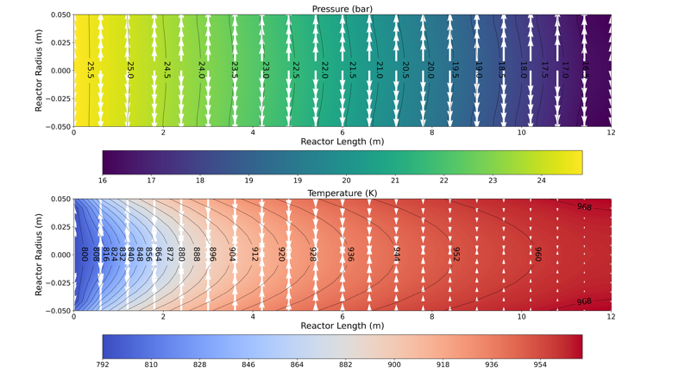 Pressure (bar)
Reactor Radius (m)
0.050
0.025
0.000
−0.025
−0.050
25.5 25.0 24.5 24.0 23.5 23.0 22.5 22.0 21.5 21.0 20.5 20.0 19.5 19.0 18.5 18.0 17.5 17.0
0 2 4 6 8 10 12
Reactor Length (m)
16 17 18 19 20 21 22 23 24
Temperature (K)
Reactor Radius (m)
0.050
0.025
0.000
−0.025
−0.050
800 808 816 824 832 840 848 856 864 872 880 888 896 904 912 920 928 936 944 952 960
968
968
0 2 4 6 8 10 12
Reactor Length (m)
792 810 828 846 864 882 900 918 936 954